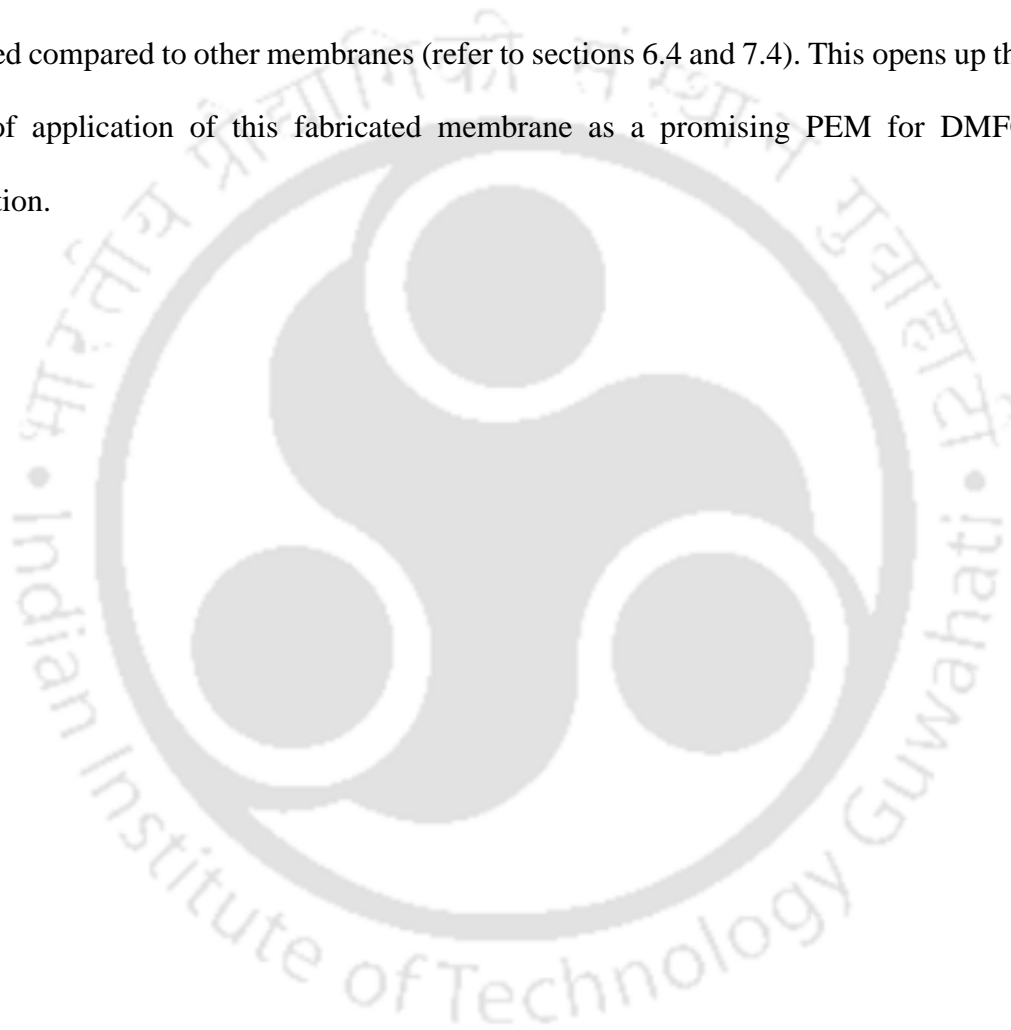 ed compared to other membranes (refer to sections 6.4 and 7.4). This opens up th
of application of this fabricated membrane as a promising PEM for DMF
tion.
भारतीय प्रौद्योगिकी संस्थान गुवाहाटी
• Indian Institute of Technology Guwahati •